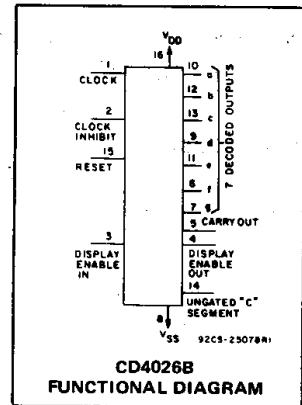 VDD
16
1
CLOCK
10 a
12 b
13 c
2
CLOCK
INHIBIT
9 d
15
RESET
11 e
6 f
7 g
7 DECODED OUTPUTS
CARRY OUT
5
3
DISPLAY
ENABLE
IN
4
DISPLAY
ENABLE
OUT
14
UNGATED "C"
SEGMENT
8
VSS
92CS-25078R1
CD4026B
FUNCTIONAL DIAGRAM